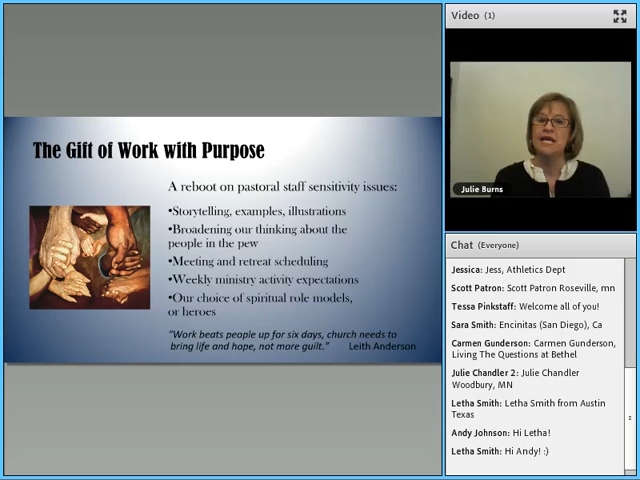 The Gift of Work with Purpose
A reboot on pastoral staff sensitivity issues:
•Storytelling, examples, illustrations
•Broadening our thinking about the
people in the pew
•Meeting and retreat scheduling
•Weekly ministry activity expectations
•Our choice of spiritual role models,
or heroes
"Work beats people up for six days, church needs to
bring life and hope, not more guilt." Leith Anderson
Video (1)
Julie Burns
Chat (Everyone)
Jessica: Jess, Athletics Dept
Scott Patron: Scott Patron Roseville, mn
Tessa Pinkstaff: Welcome all of you!
Sara Smith: Encinitas (San Diego), Ca
Carmen Gunderson: Carmen Gunderson,
Living The Questions at Bethel
Julie Chandler 2: Julie Chandler
Woodbury, MN
Letha Smith: Letha Smith from Austin
Texas
Andy Johnson: Hi Letha!
Letha Smith: Hi Andy! :)